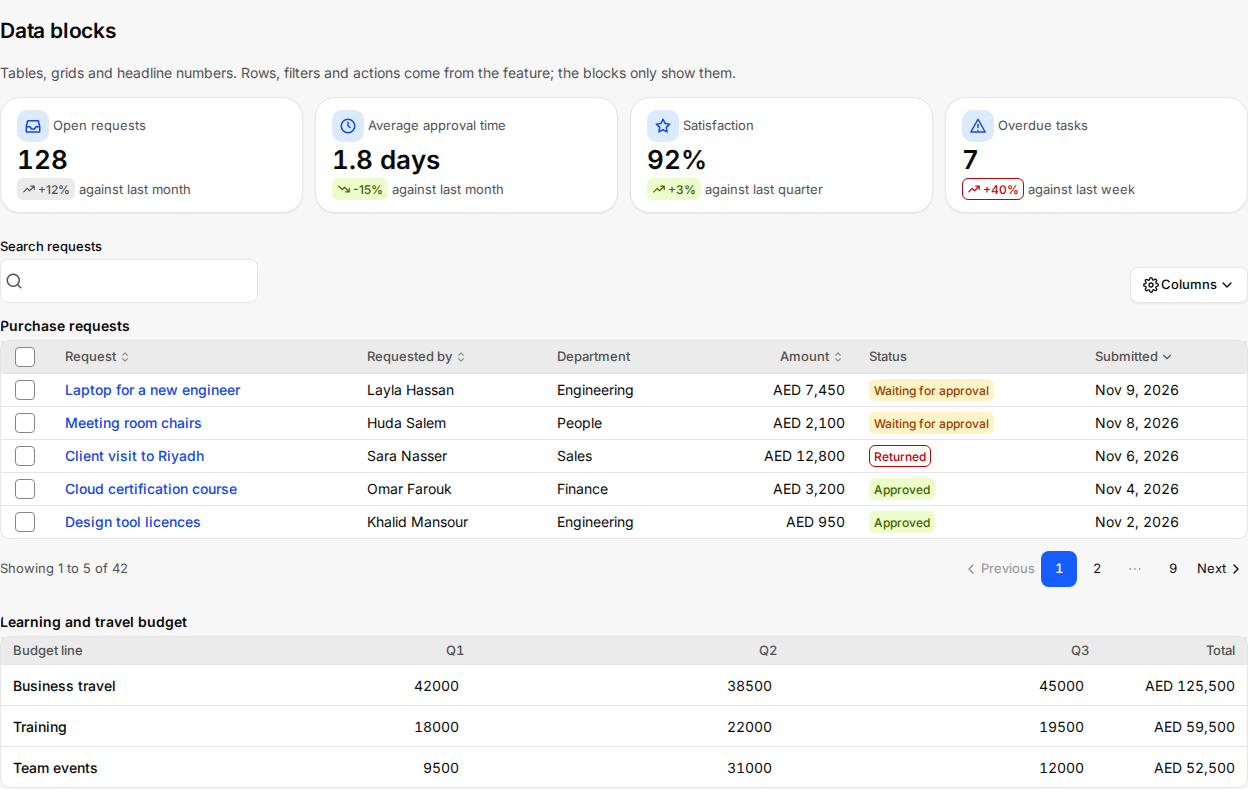 Data blocks
Tables, grids and headline numbers. Rows, filters and actions come from the feature; the blocks only show them.
Open requests
128
+12% against last month
Average approval time
1.8 days
-15% against last month
Satisfaction
92%
+3% against last quarter
Overdue tasks
7
+40% against last week
Search requests
Columns
Purchase requests
Request Requested by Department Amount Status Submitted
Laptop for a new engineer Layla Hassan Engineering AED 7,450 Waiting for approval Nov 9, 2026
Meeting room chairs Huda Salem People AED 2,100 Waiting for approval Nov 8, 2026
Client visit to Riyadh Sara Nasser Sales AED 12,800 Returned Nov 6, 2026
Cloud certification course Omar Farouk Finance AED 3,200 Approved Nov 4, 2026
Design tool licences Khalid Mansour Engineering AED 950 Approved Nov 2, 2026
Showing 1 to 5 of 42 Previous 1 2 ··· 9 Next
Learning and travel budget
Budget line Q1 Q2 Q3 Total
Business travel 42000 38500 45000 AED 125,500
Training 18000 22000 19500 AED 59,500
Team events 9500 31000 12000 AED 52,500